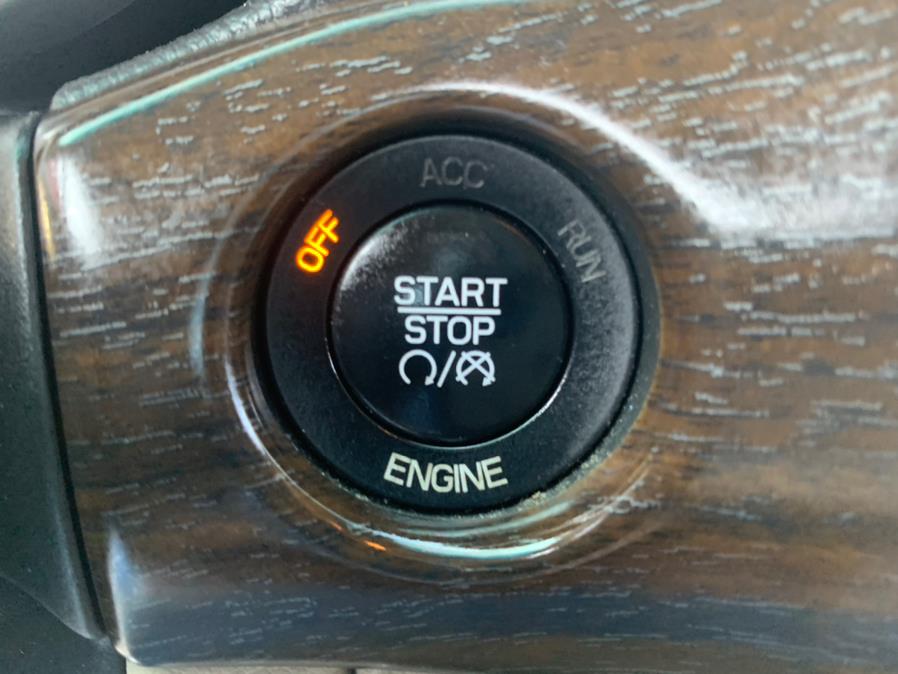 ACC
OFF
RUN
START
STOP
/
ENGINE